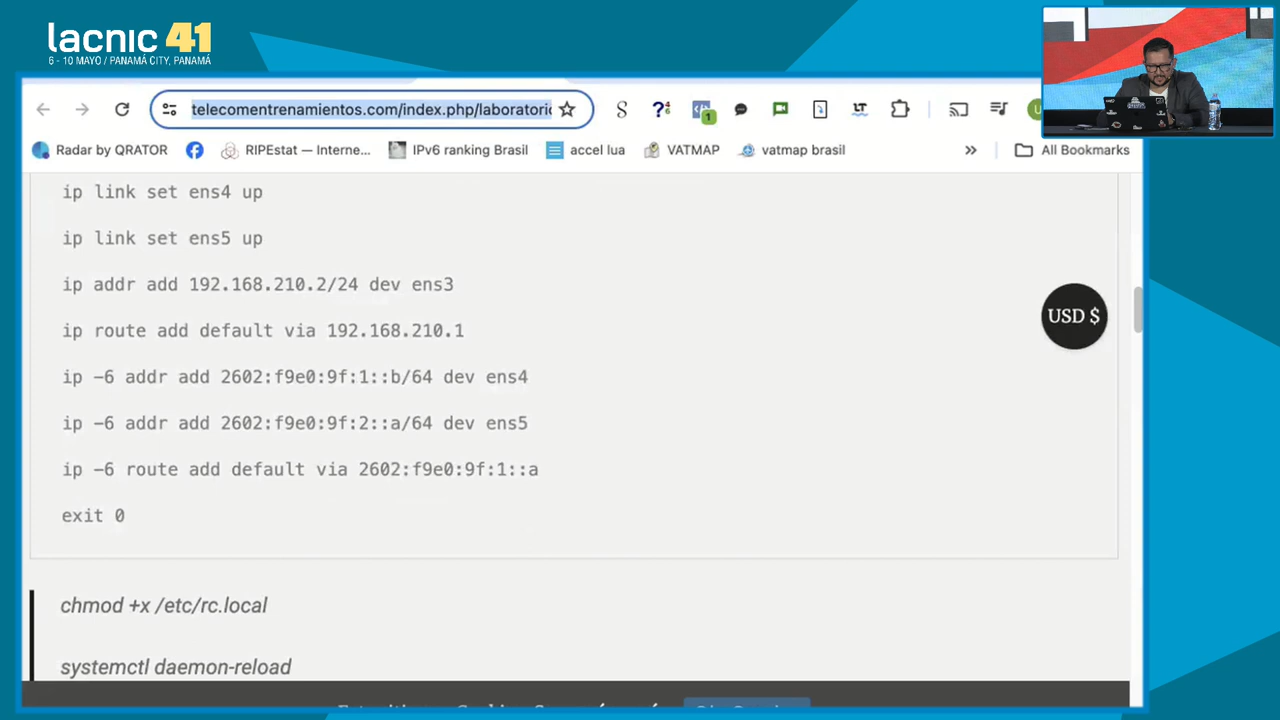 lacnic 41
6 - 10 MAYO / PANAMÁ CITY, PANAMÁ
telecomentrenamientos.com/index.php/laboratorio
1
Radar by QRATOR
RIPEstat — Interne...
IPv6 ranking Brasil
accel lua
VATMAP
vatmap brasil
»
All Bookmarks
ip link set ens4 up
ip link set ens5 up
ip addr add 192.168.210.2/24 dev ens3
ip route add default via 192.168.210.1
ip -6 addr add 2602:f9e0:9f:1::b/64 dev ens4
ip -6 addr add 2602:f9e0:9f:2::a/64 dev ens5
ip -6 route add default via 2602:f9e0:9f:1::a
exit 0
USD $
chmod +x /etc/rc.local
systemctl daemon-reload